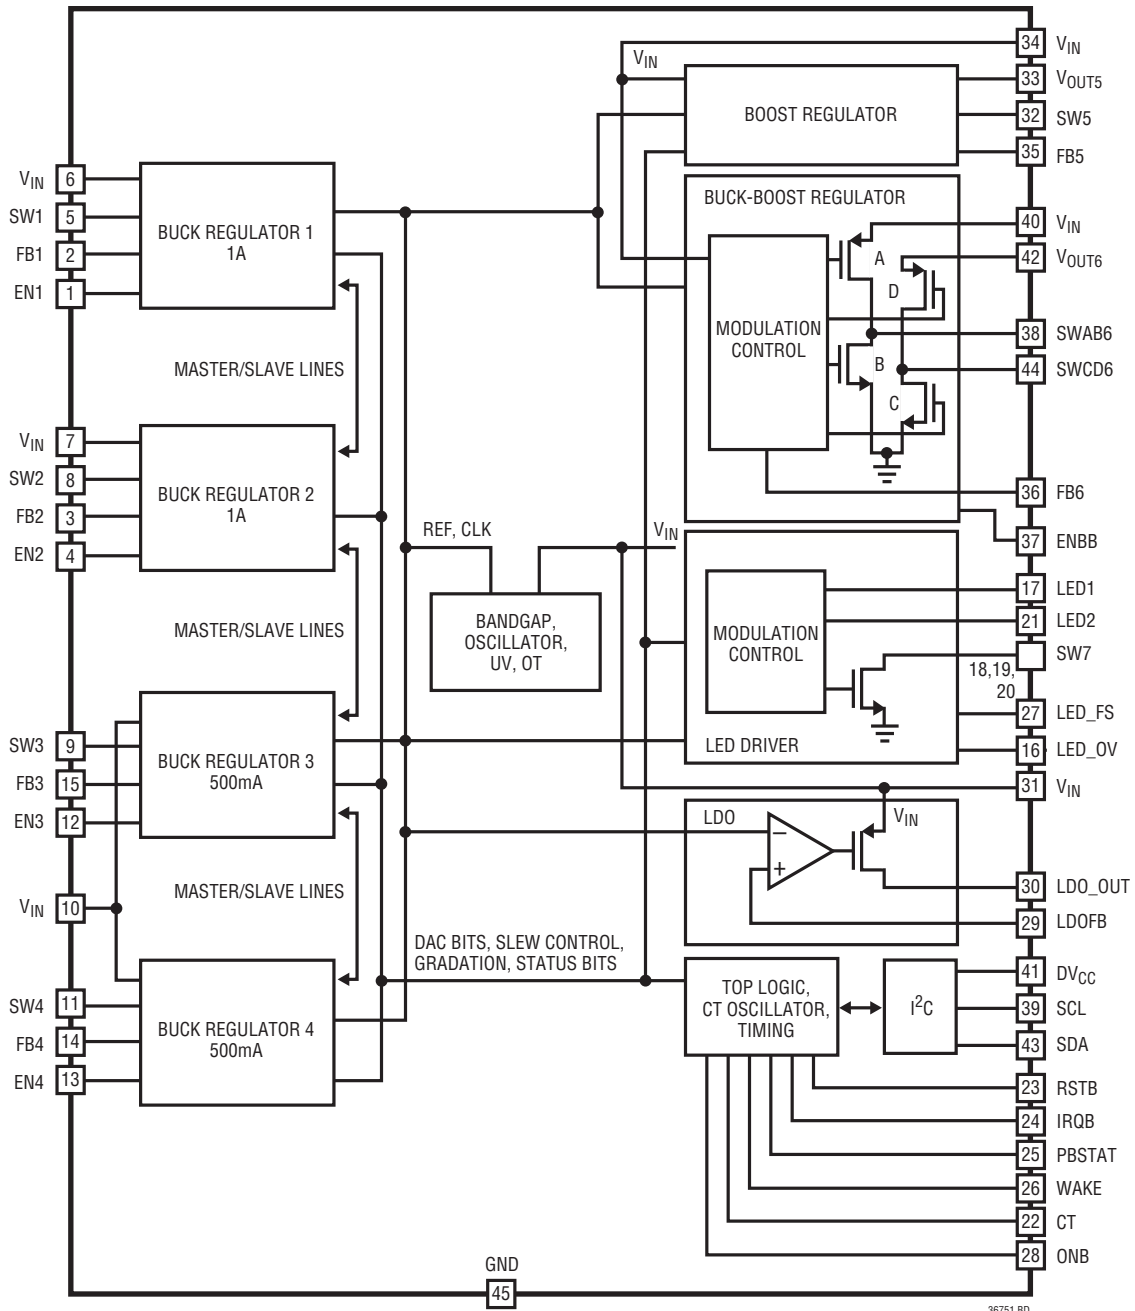 34 VIN
VIN
33 VOUT5
BOOST REGULATOR
32 SW5
35 FB5
VIN 6
SW1 5
FB1 2
EN1 1
BUCK REGULATOR 1
1A
BUCK-BOOST REGULATOR
40 VIN
42 VOUT6
A
D
MODULATION
CONTROL
38 SWAB6
B
44 SWCD6
C
MASTER/SLAVE LINES
VIN 7
SW2 8
FB2 3
EN2 4
BUCK REGULATOR 2
1A
36 FB6
37 ENBB
REF, CLK
VIN
BANDGAP,
OSCILLATOR,
UV, OT
MASTER/SLAVE LINES
17 LED1
21 LED2
MODULATION
CONTROL
SW7
18,19,
20
27 LED_FS
LED DRIVER
16 LED_OV
31 VIN
SW3 9
FB3 15
EN3 12
BUCK REGULATOR 3
500mA
LDO
VIN
–
+
30 LDO_OUT
29 LDOFB
MASTER/SLAVE LINES
VIN 10
DAC BITS, SLEW CONTROL,
GRADATION, STATUS BITS
SW4 11
FB4 14
EN4 13
BUCK REGULATOR 4
500mA
TOP LOGIC,
CT OSCILLATOR,
TIMING
I2C
41 DVCC
39 SCL
43 SDA
23 RSTB
24 IRQB
25 PBSTAT
26 WAKE
22 CT
28 ONB
GND
45
36751 BD